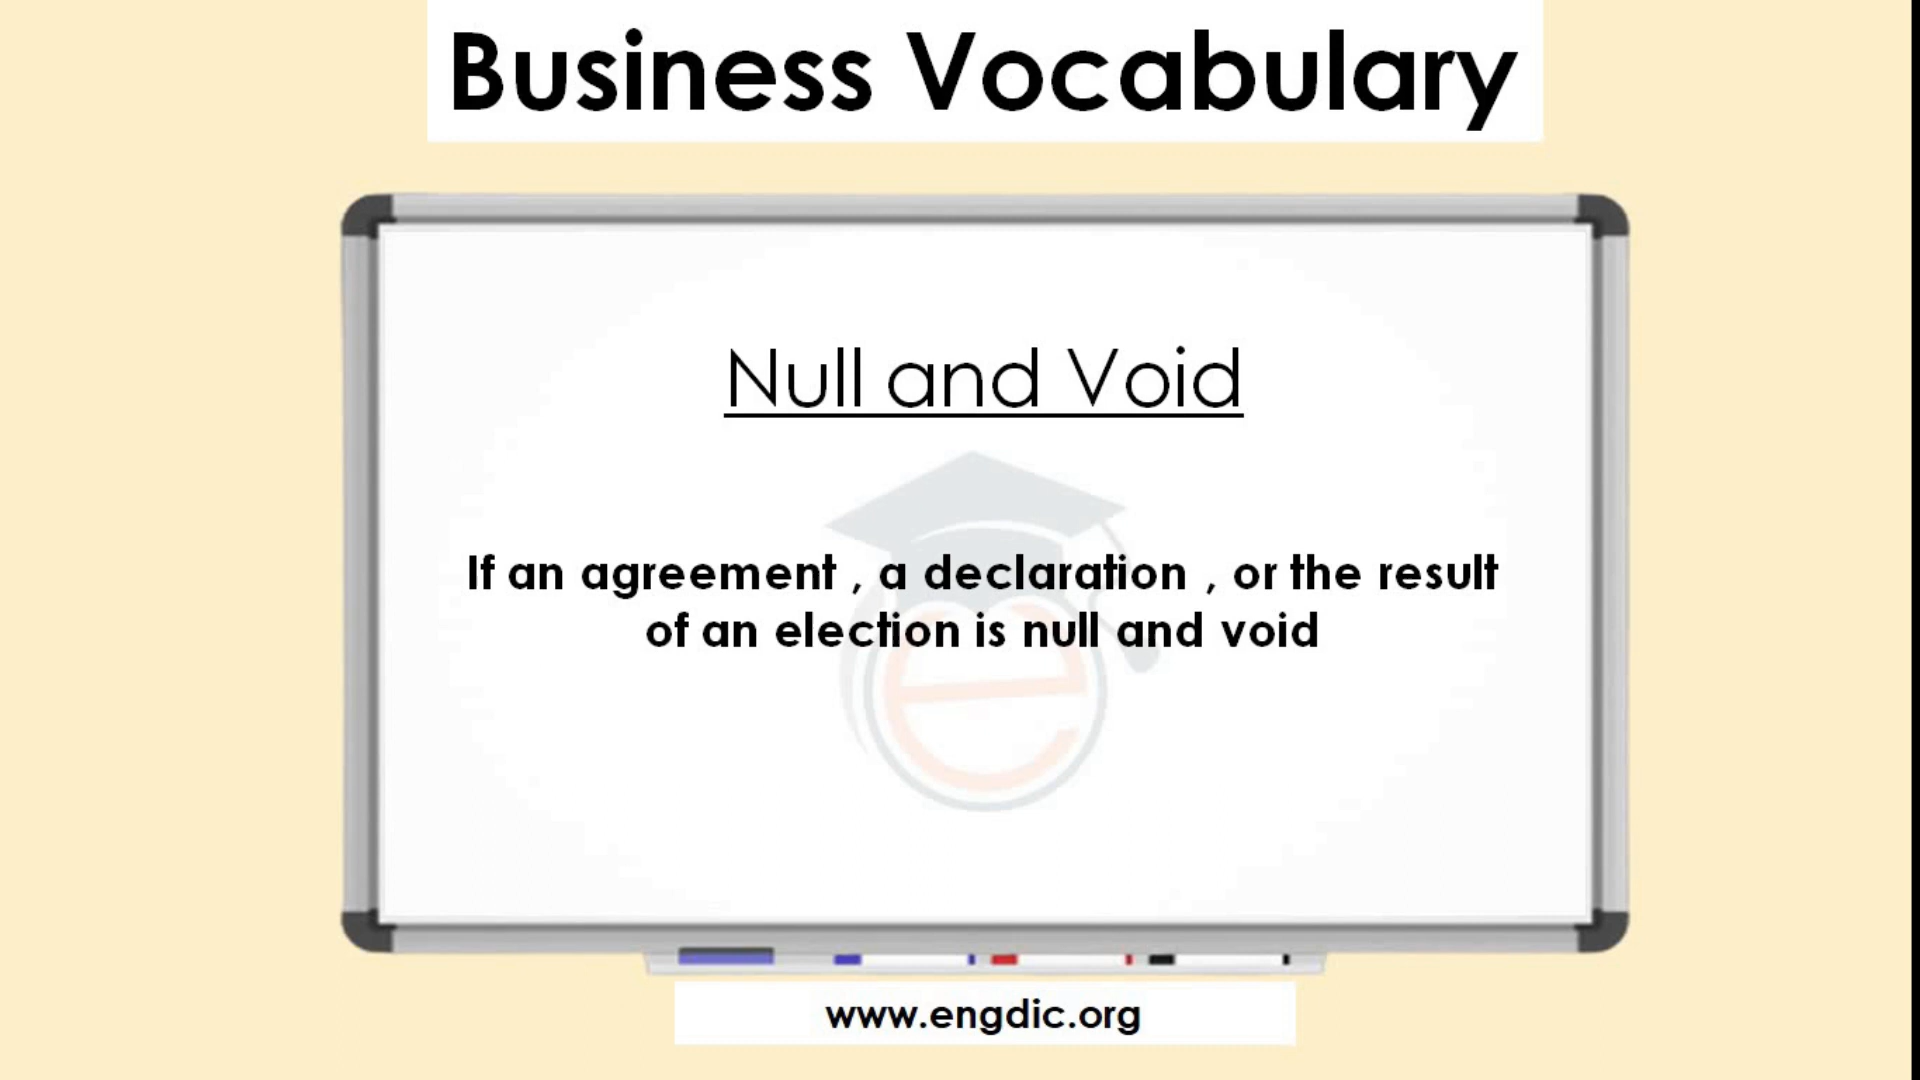 Business Vocabulary
Null and Void
If an agreement , a declaration , or the result
of an election is null and void
www.engdic.org